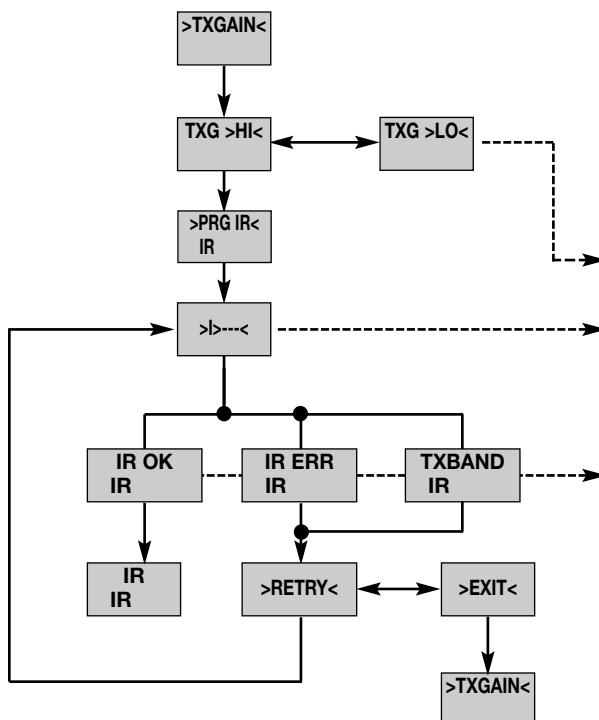 >TXGAIN<
TXG >HI<
TXG >LO<
>PRG IR<
IR
>I>---<
IR OK
IR
IR ERR
IR
TXBAND
IR
IR
IR
>RETRY<
>EXIT<
>TXGAIN<